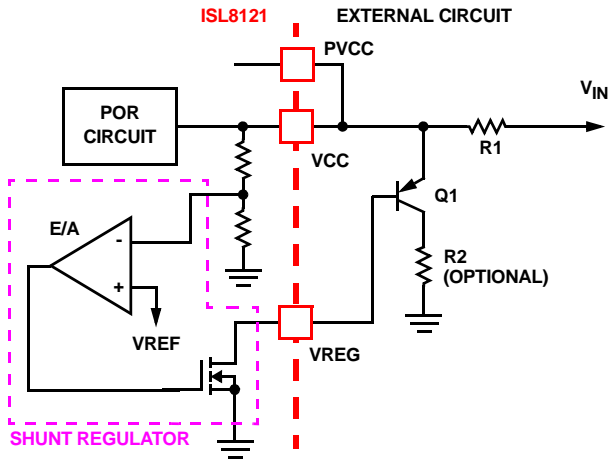 ISL8121
EXTERNAL CIRCUIT
PVCC
VIN
POR
CIRCUIT
VCC
R1
Q1
E/A
-
+
R2
(OPTIONAL)
VREF
VREG
SHUNT REGULATOR